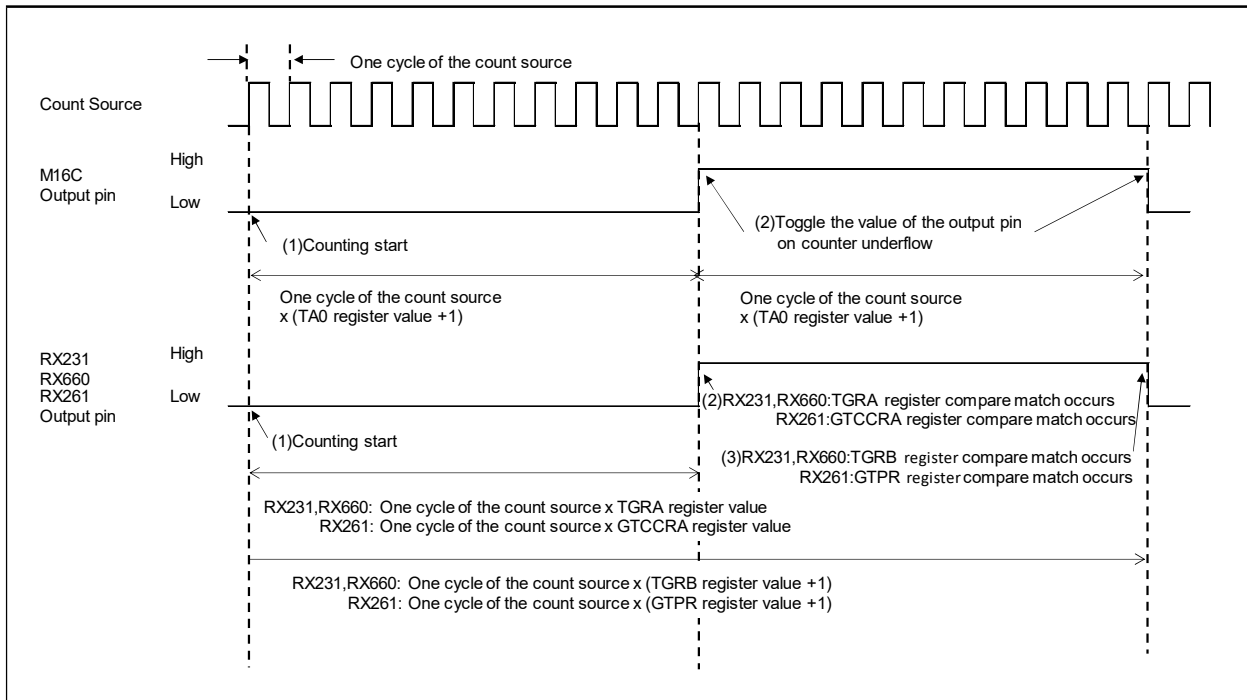 One cycle of the count source
Count Source
High
M16C
Output pin
Low
(1)Counting start
(2)Toggle the value of the output pin
on counter underflow
One cycle of the count source
x (TA0 register value +1)
One cycle of the count source
x (TA0 register value +1)
High
RX231
RX660
RX261
Output pin
Low
(1)Counting start
(2)RX231,RX660:TGRA register compare match occurs
RX261:GTCCRA register compare match occurs
(3)RX231,RX660:TGRB register compare match occurs
RX261:GTPR register compare match occurs
RX231,RX660: One cycle of the count source x TGRA register value
RX261: One cycle of the count source x GTCCRA register value
RX231,RX660: One cycle of the count source x (TGRB register value +1)
RX261: One cycle of the count source x (GTPR register value +1)